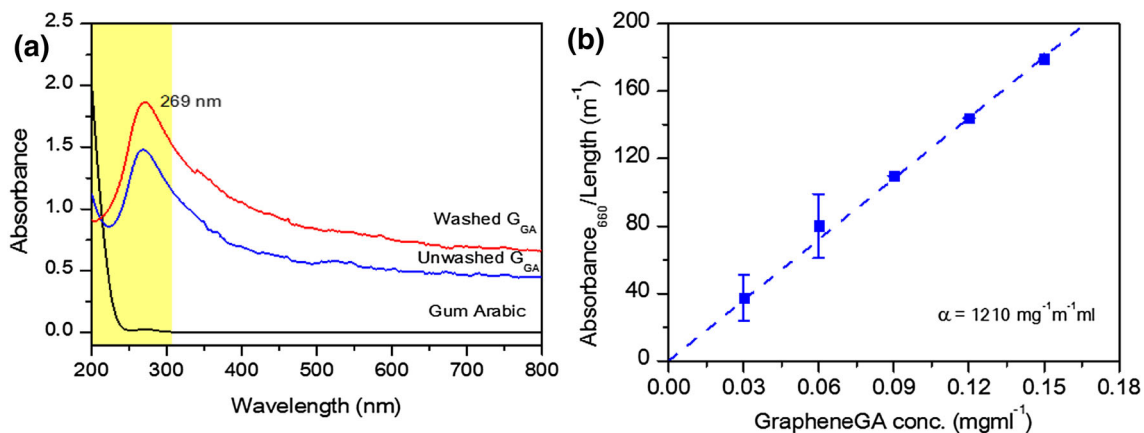 (a)
2.5
2.0
1.5
1.0
0.5
0.0
Absorbance
269 nm
Washed G_GA
Unwashed G_GA
Gum Arabic
200 300 400 500 600 700 800
Wavelength (nm)
(b)
200
160
120
80
40
0
Absorbance₆₆₀/Length (m⁻¹)
α = 1210 mg⁻¹m⁻¹ml
0.00 0.03 0.06 0.09 0.12 0.15 0.18
GrapheneGA conc. (mgml⁻¹)